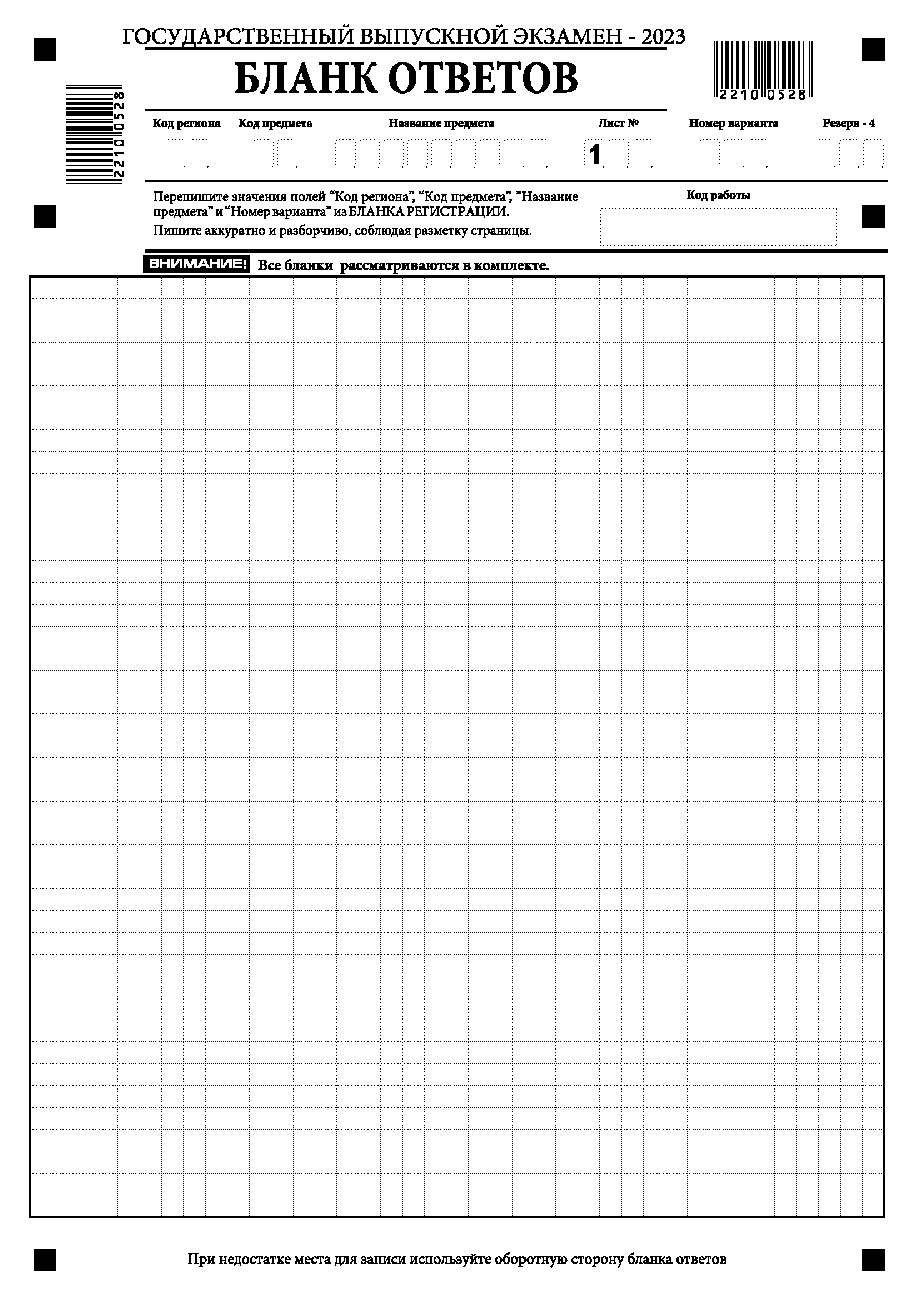 ГОСУДАРСТВЕННЫЙ ВЫПУСКНОЙ ЭКЗАМЕН - 2023
БЛАНК ОТВЕТОВ
2210 0528
2210 0528
Код региона Код предмета Название предмета Лист № Номер варианта Резерв - 4
1
Перепишите значения полей “Код региона”, “Код предмета”, “Название
предмета” и “Номер варианта” из БЛАНКА РЕГИСТРАЦИИ.
Пишите аккуратно и разборчиво, соблюдая разметку страницы.
Код работы
ВНИМАНИЕ! Все бланки рассматриваются в комплекте.
При недостатке места для записи используйте оборотную сторону бланка ответов